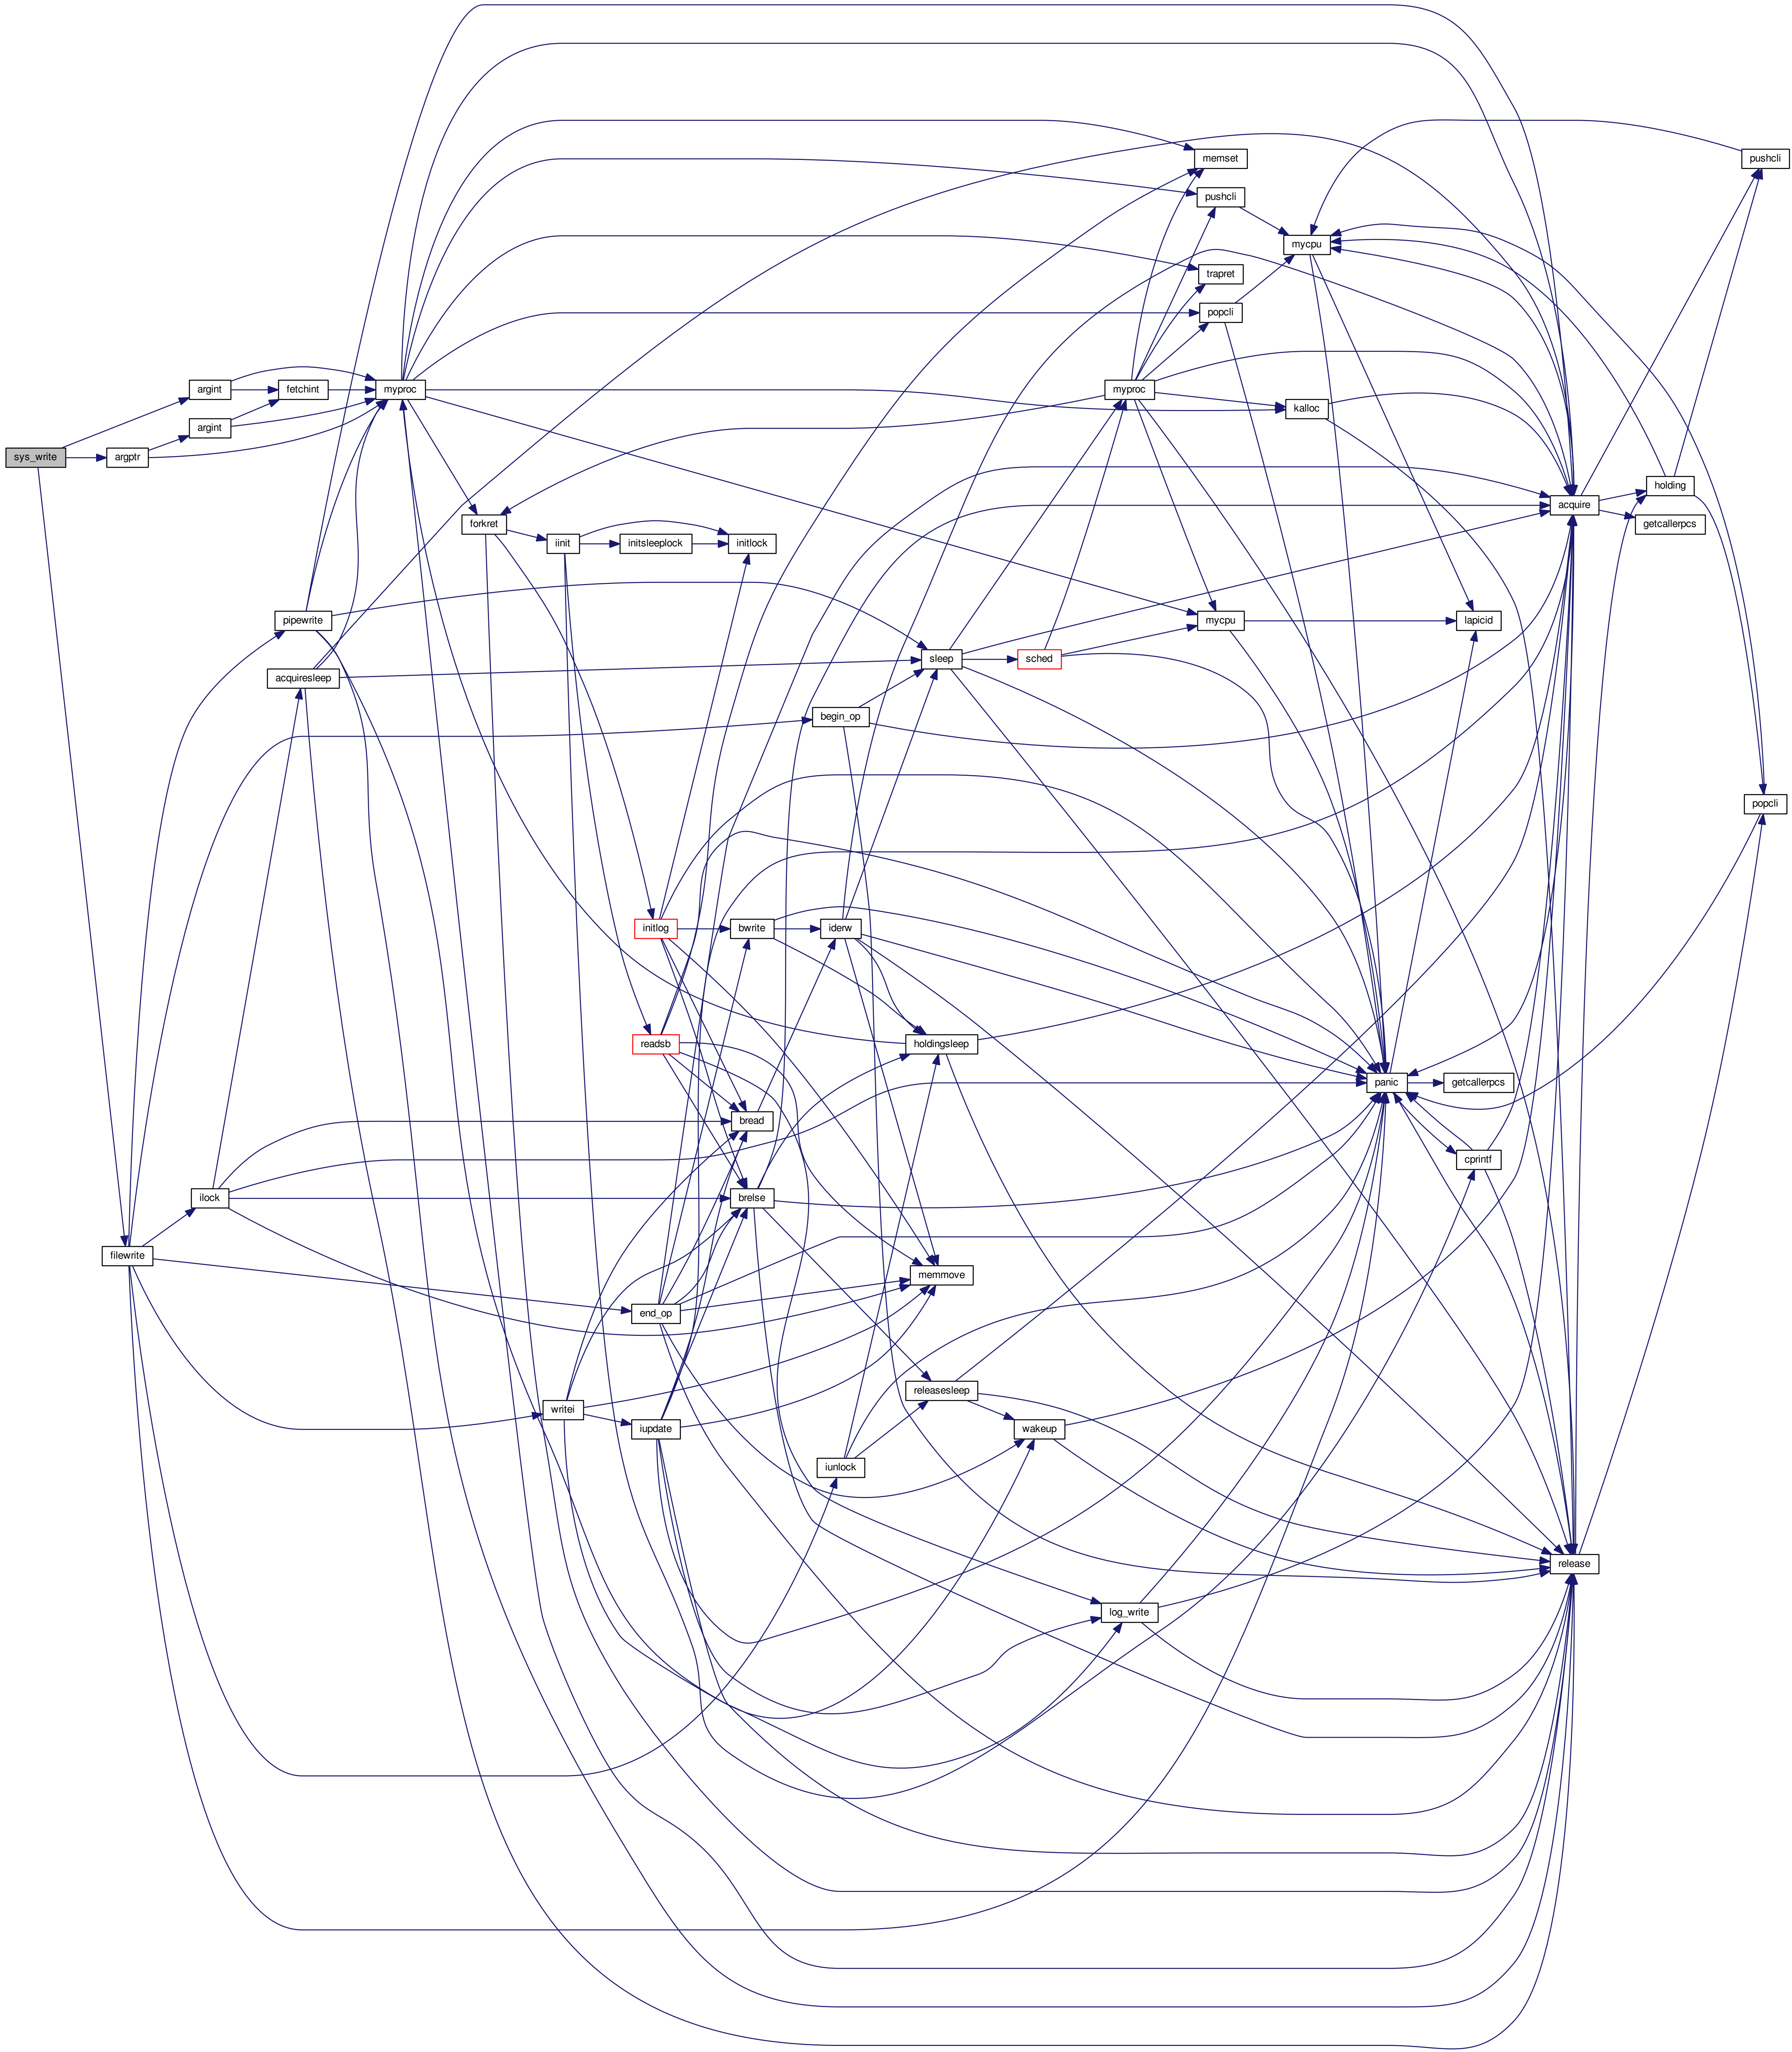 pushcli
memset
pushcli
mycpu
trapret
popcli
argint
fetchint
myproc
myproc
kalloc
argint
sys_write
argptr
holding
acquire
getcallerpcs
forkret
iinit
initsleeplock
initlock
pipewrite
mycpu
lapicid
sleep
sched
acquiresleep
begin_op
popcli
initlog
bwrite
iderw
readsb
holdingsleep
panic
getcallerpcs
bread
cprintf
ilock
brelse
filewrite
memmove
end_op
releasesleep
writei
iupdate
wakeup
iunlock
release
log_write